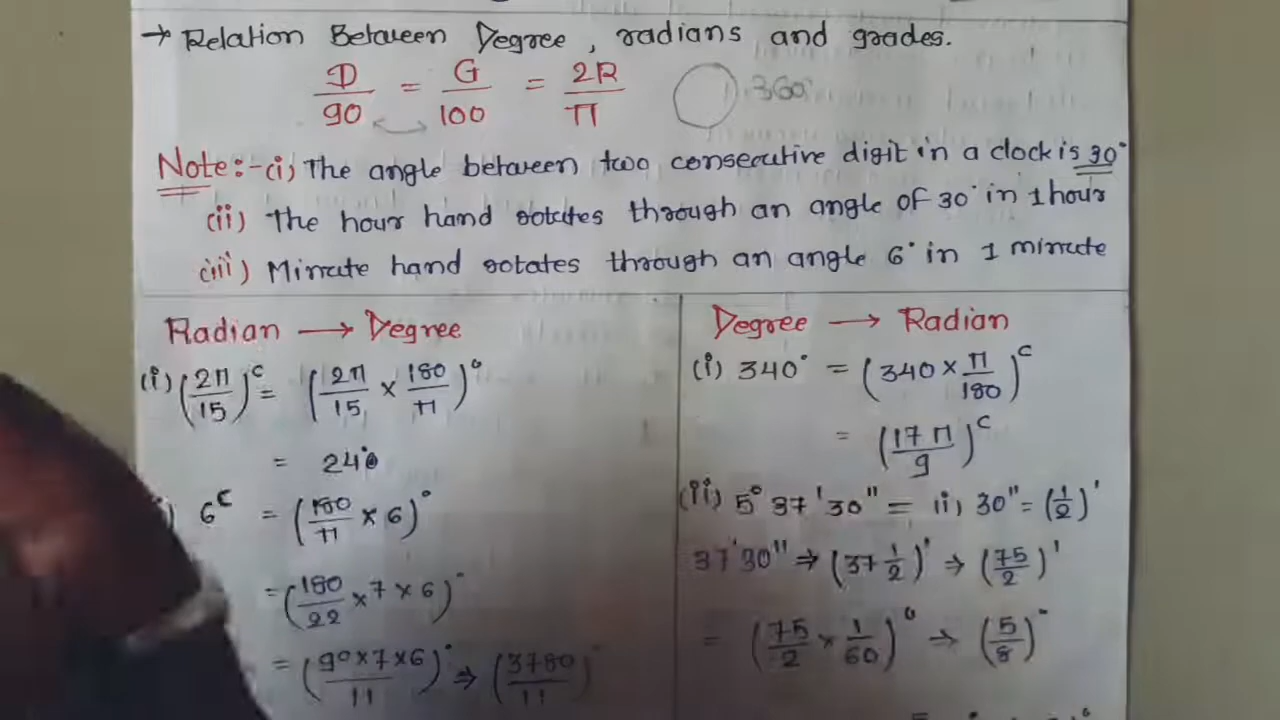 → Relation Between Degree, radians and grades.
D/90 = G/100 = 2R/π 360°
Note:-(i) The angle between two consecutive digit in a clock is 30°
(ii) The hour hand rotates through an angle of 30° in 1 hour
(iii) Minute hand rotates through an angle 6° in 1 minute
Radian → Degree
(i) (2π/15)ᶜ = (2π/15 × 180/π)°
= 24°
6ᶜ = (180/π × 6)°
= (180/22 × 7 × 6)°
= (90×7×6/11)° ⇒ (3780/11)°
Degree → Radian
(i) 340° = (340 × π/180)ᶜ
= (17π/9)ᶜ
(ii) 5° 37' 30" = ii) 30" = (1/2)'
37'30" ⇒ (37 1/2)' ⇒ (75/2)'
= (75/2 × 1/60)° ⇒ (5/8)°